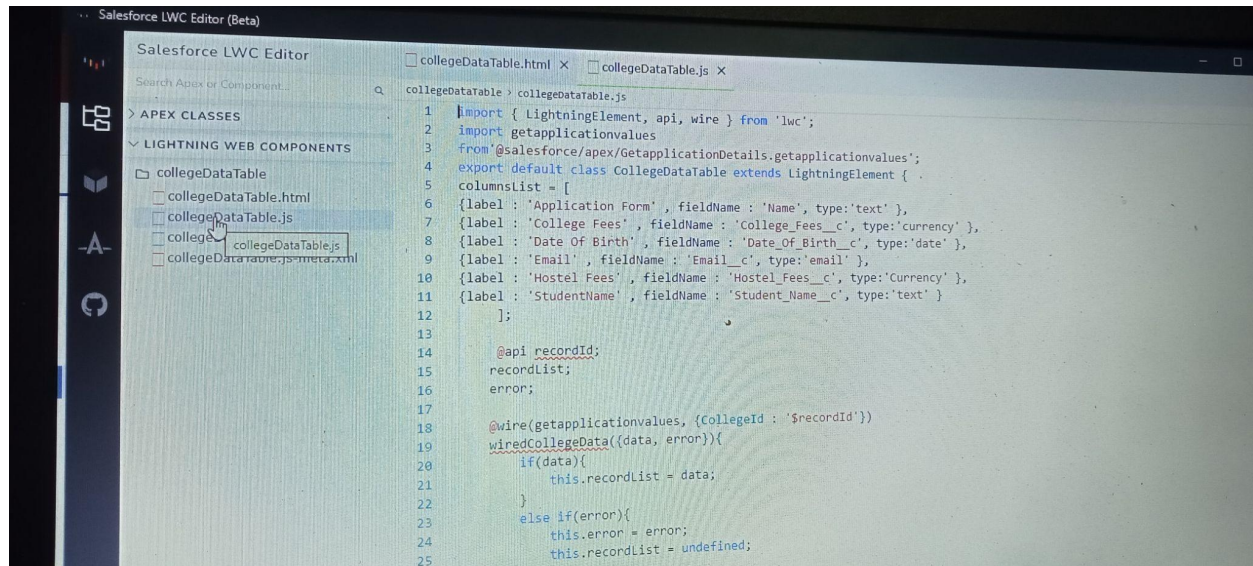 Salesforce LWC Editor (Beta)
Salesforce LWC Editor
Search Apex or Component...
APEX CLASSES
LIGHTNING WEB COMPONENTS
collegeDataTable
collegeDataTable.html
collegeDataTable.js
college
collegeDataTable.js
collegeDataTable.js-meta.xml
collegeDataTable.html ×
collegeDataTable.js ×
collegeDataTable > collegeDataTable.js
1 import { LightningElement, api, wire } from 'lwc';
2 import getapplicationvalues
3 from'@salesforce/apex/GetapplicationDetails.getapplicationvalues';
4 export default class CollegeDataTable extends LightningElement {
5 columnsList = [
6 {label : 'Application Form' , fieldName : 'Name', type:'text' },
7 {label : 'College Fees' , fieldName : 'College_Fees__c', type:'currency' },
8 {label : 'Date Of Birth' , fieldName : 'Date_Of_Birth__c', type:'date' },
9 {label : 'Email' , fieldName : 'Email__c', type:'email' },
10 {label : 'Hostel Fees' , fieldName : 'Hostel_Fees__c', type:'Currency' },
11 {label : 'StudentName' , fieldName : 'Student_Name__c', type:'text' }
12 ];
13
14 @api recordId;
15 recordList;
16 error;
17
18 @wire(getapplicationvalues, {CollegeId : '$recordId'})
19 wiredCollegeData({data, error}){
20 if(data){
21 this.recordList = data;
22 }
23 else if(error){
24 this.error = error;
25 this.recordList = undefined;